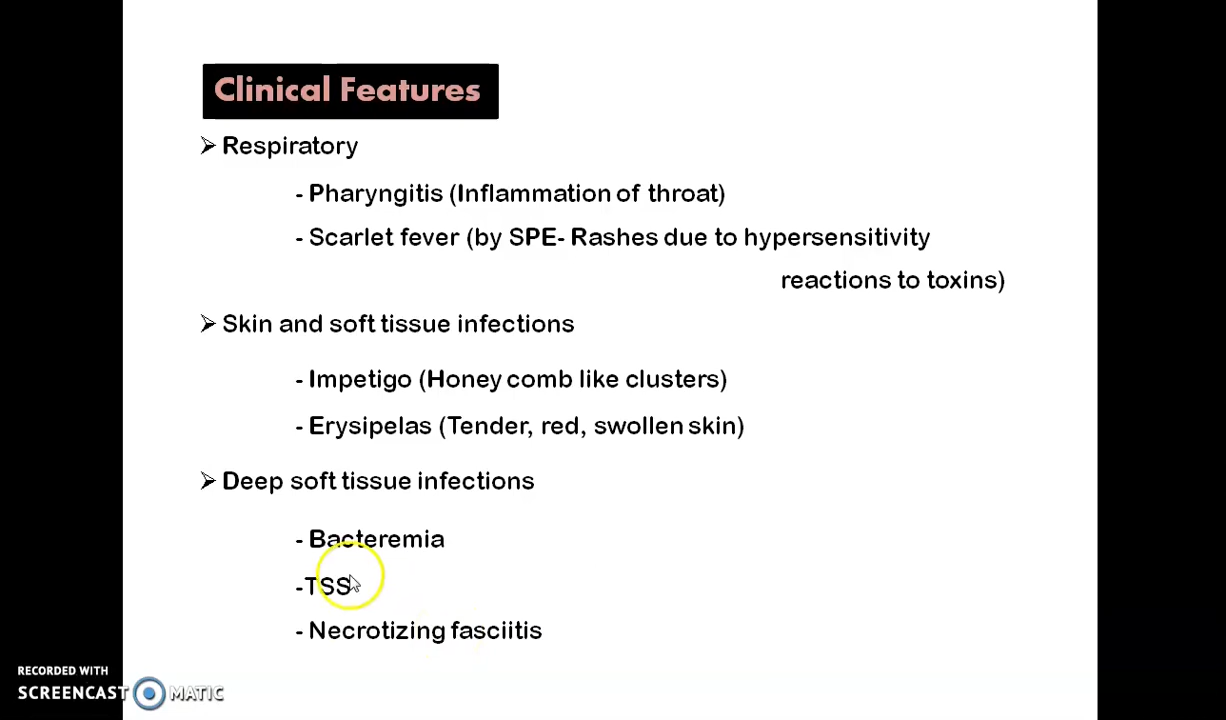 Clinical Features
➢ Respiratory
- Pharyngitis (Inflammation of throat)
- Scarlet fever (by SPE- Rashes due to hypersensitivity
reactions to toxins)
➢ Skin and soft tissue infections
- Impetigo (Honey comb like clusters)
- Erysipelas (Tender, red, swollen skin)
➢ Deep soft tissue infections
- Bacteremia
-TSS
- Necrotizing fasciitis
RECORDED WITH
SCREENCAST MATIC